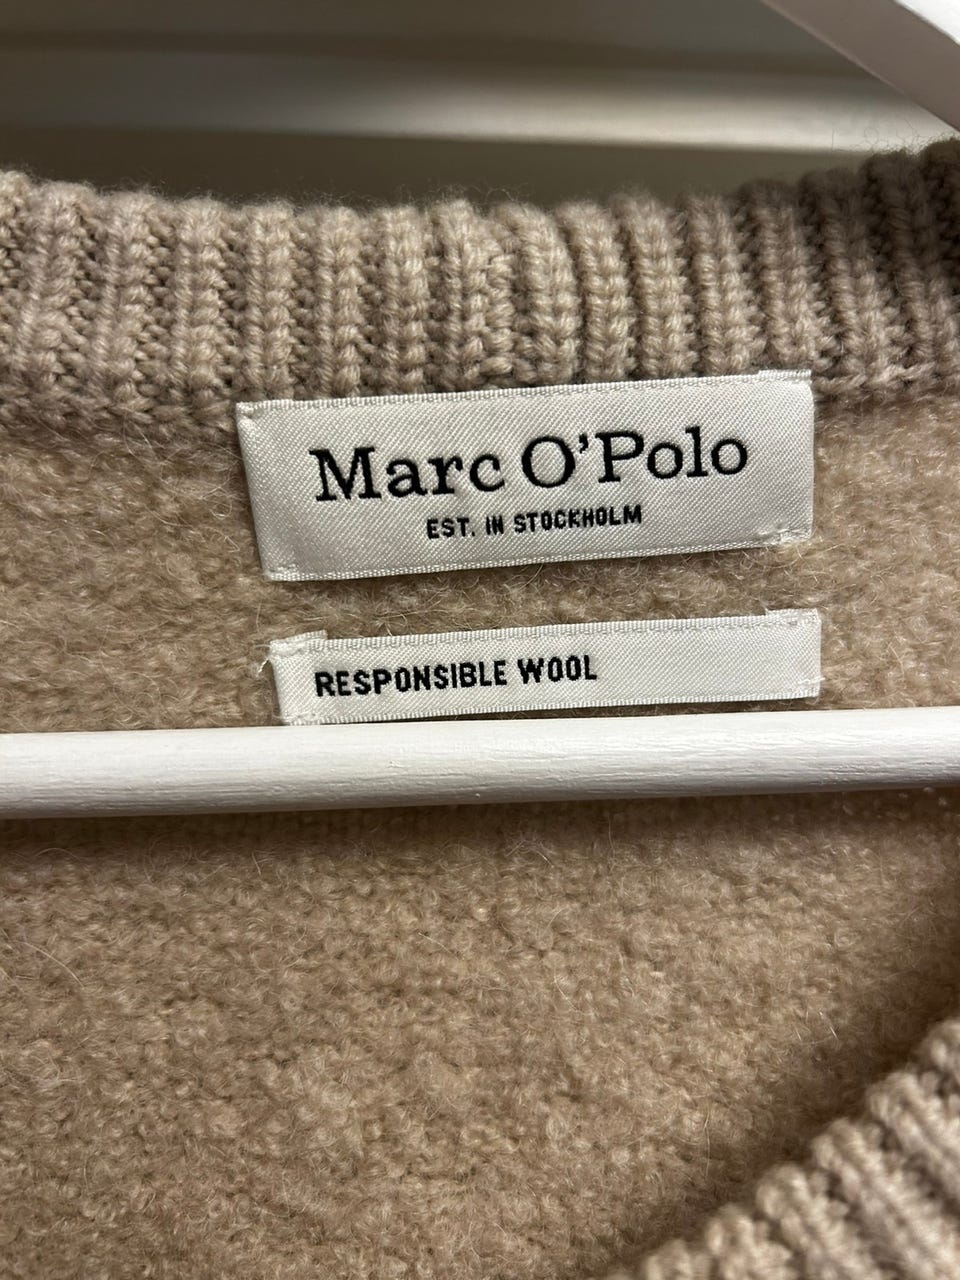 Marc O'Polo
EST. IN STOCKHOLM
RESPONSIBLE WOOL